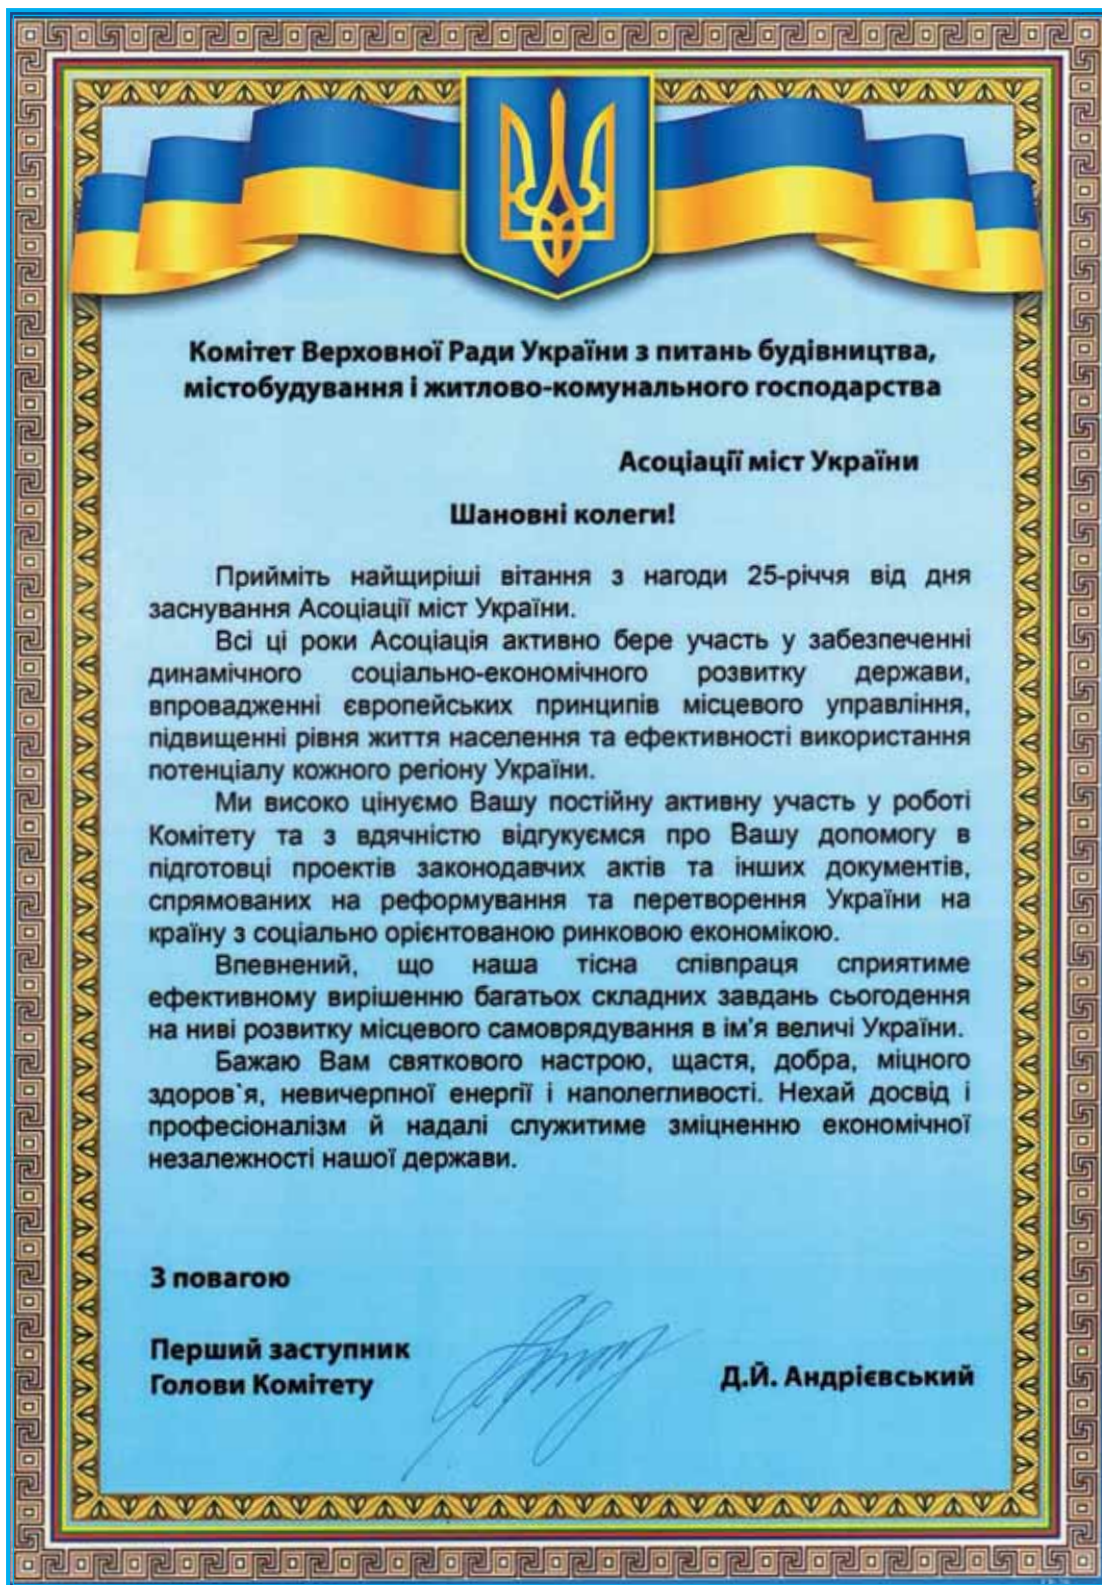 Комітет Верховної Ради України з питань будівництва,
містобудування і житлово-комунального господарства
Асоціації міст України
Шановні колеги!
Прийміть найщиріші вітання з нагоди 25-річчя від дня
заснування Асоціації міст України.
Всі ці роки Асоціація активно бере участь у забезпеченні
динамічного соціально-економічного розвитку держави,
впровадженні європейських принципів місцевого управління,
підвищенні рівня життя населення та ефективності використання
потенціалу кожного регіону України.
Ми високо цінуємо Вашу постійну активну участь у роботі
Комітету та з вдячністю відгукуємся про Вашу допомогу в
підготовці проектів законодавчих актів та інших документів,
спрямованих на реформування та перетворення України на
країну з соціально орієнтованою ринковою економікою.
Впевнений, що наша тісна співпраця сприятиме
ефективному вирішенню багатьох складних завдань сьогодення
на ниві розвитку місцевого самоврядування в ім’я величі України.
Бажаю Вам святкового настрою, щастя, добра, міцного
здоров`я, невичерпної енергії і наполегливості. Нехай досвід і
професіоналізм й надалі служитиме зміцненню економічної
незалежності нашої держави.
З повагою
Перший заступник
Голови Комітету
Д.Й. Андрієвський